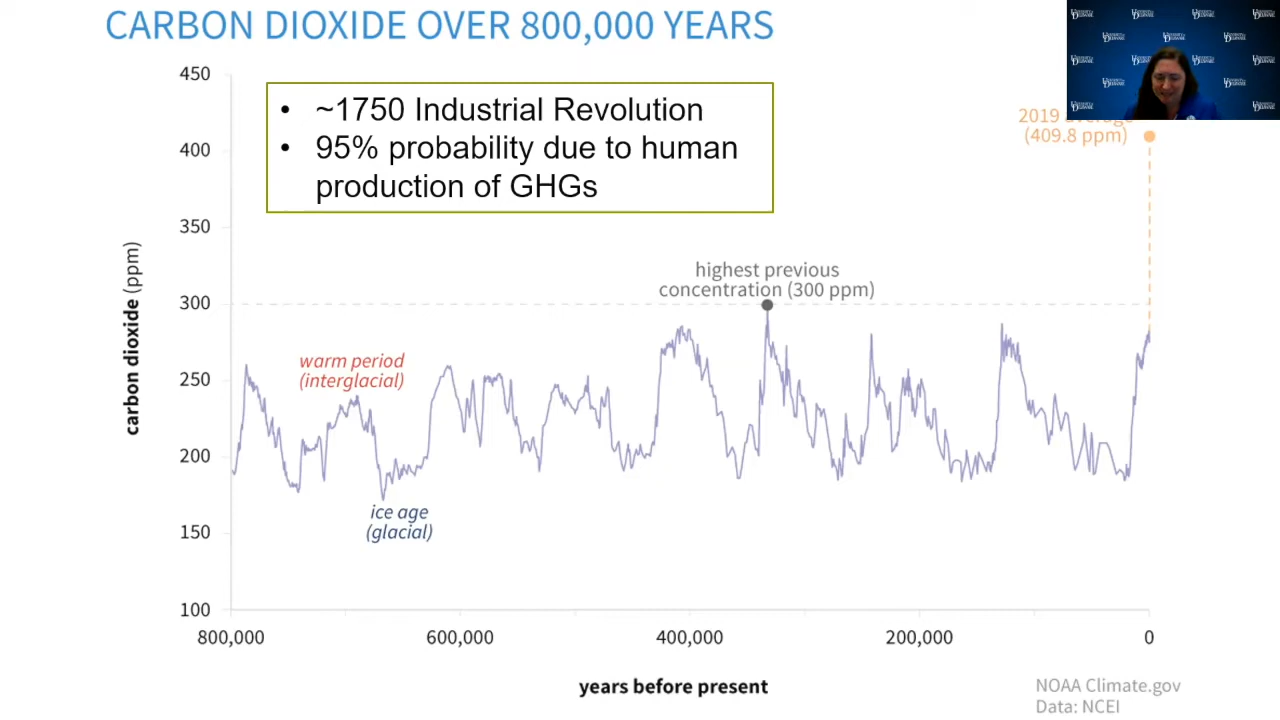 CARBON DIOXIDE OVER 800,000 YEARS
• ~1750 Industrial Revolution
• 95% probability due to human
production of GHGs
450
400
350
300
250
200
150
100
carbon dioxide (ppm)
2019 average
(409.8 ppm)
highest previous
concentration (300 ppm)
warm period
(interglacial)
ice age
(glacial)
800,000
600,000
400,000
200,000
0
years before present
NOAA Climate.gov
Data: NCEI